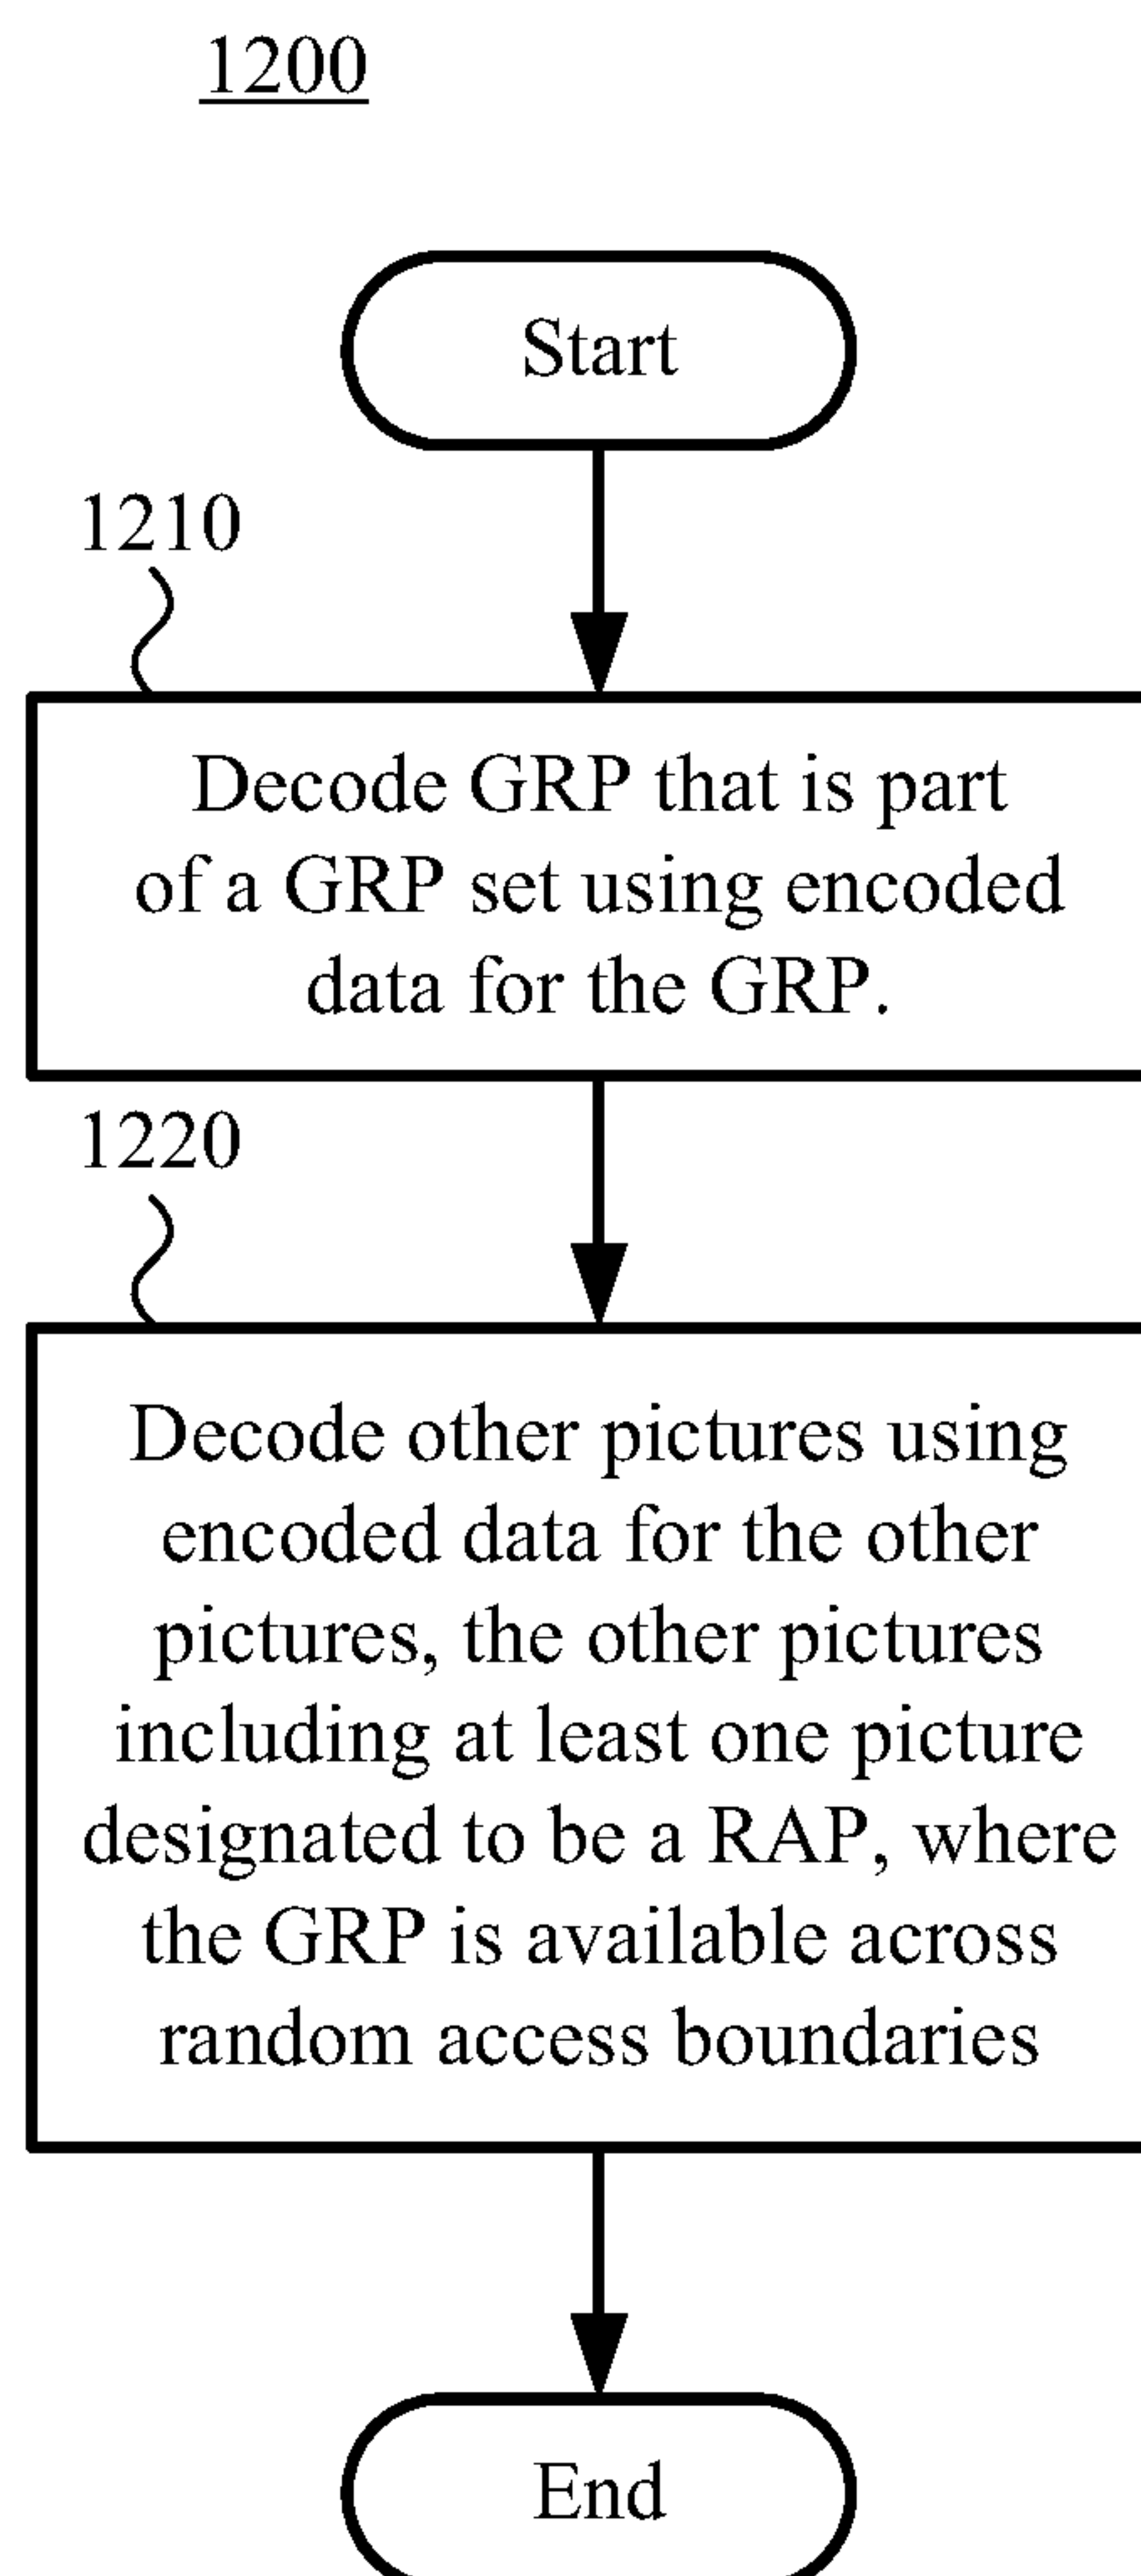 1200
Start
1210
Decode GRP that is part
of a GRP set using encoded
data for the GRP.
1220
Decode other pictures using
encoded data for the other
pictures, the other pictures
including at least one picture
designated to be a RAP, where
the GRP is available across
random access boundaries
End